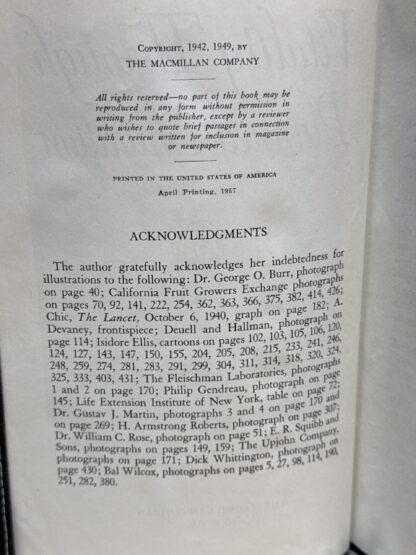 COPYRIGHT, 1942, 1949, BY
THE MACMILLAN COMPANY
All rights reserved—no part of this book may be
reproduced in any form without permission in
writing from the publisher, except by a reviewer
who wishes to quote brief passages in connection
with a review written for inclusion in magazine
or newspaper.
PRINTED IN THE UNITED STATES OF AMERICA
April Printing, 1957
ACKNOWLEDGMENTS
The author gratefully acknowledges her indebtedness for
illustrations to the following: Dr. George O. Burr, photograph
on page 40; California Fruit Growers Exchange photographs
on pages 70, 92, 141, 222, 254, 362, 363, 366, 375, 382, 414, 426;
Chic, The Lancet, October 6, 1940, graph on page 182; A.
Devaney, frontispiece; Deuell and Hallman, photograph on
page 114; Isidore Ellis, cartoons on pages 102, 103, 105, 106, 120,
124, 127, 143, 147, 150, 155, 204, 205, 208, 215, 233, 241, 246,
248, 259, 274, 281, 283, 291, 299, 304, 311, 314, 318, 320, 324,
325, 333, 403, 431; The Fleischman Laboratories, photographs
1 and 2 on page 170; Philip Gendreau, photograph on page
145; Life Extension Institute of New York, table on page 72;
Dr. Gustav J. Martin, photographs 3 and 4 on page 170 and
on page 269; H. Armstrong Roberts, photograph on page 307;
Dr. William C. Rose, photograph on page 51; E. R. Squibb and
Sons, photographs on pages 149, 159; The Upjohn Company,
photographs on page 171; Dick Whittington, photograph on
page 430; Bal Wilcox, photographs on pages 5, 27, 98, 114, 190,
251, 282, 380.